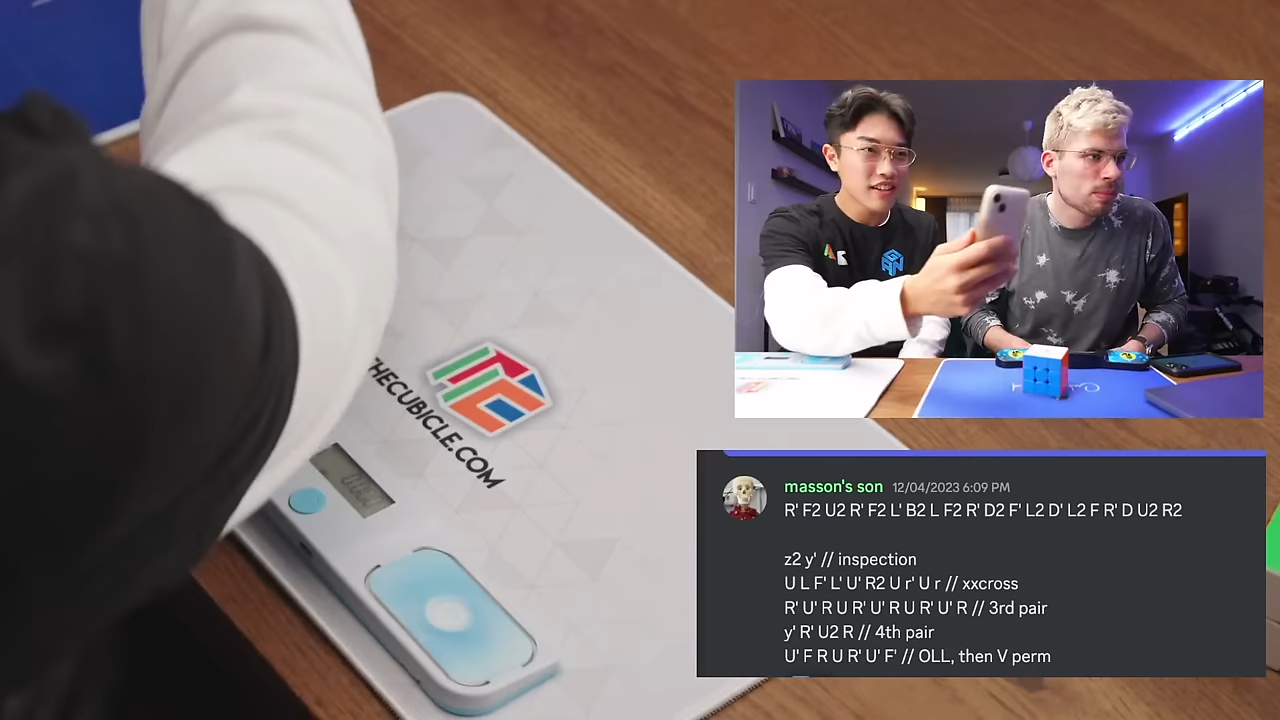 THECUBICLE.COM
GAN
masson's son 12/04/2023 6:09 PM
R' F2 U2 R' F2 L' B2 L F2 R' D2 F' L2 D' L2 F R' D U2 R2
z2 y' // inspection
U L F' L' U' R2 U r' U r // xxcross
R' U' R U R' U' R U R' U' R // 3rd pair
y' R' U2 R // 4th pair
U' F R U R' U' F' // OLL, then V perm